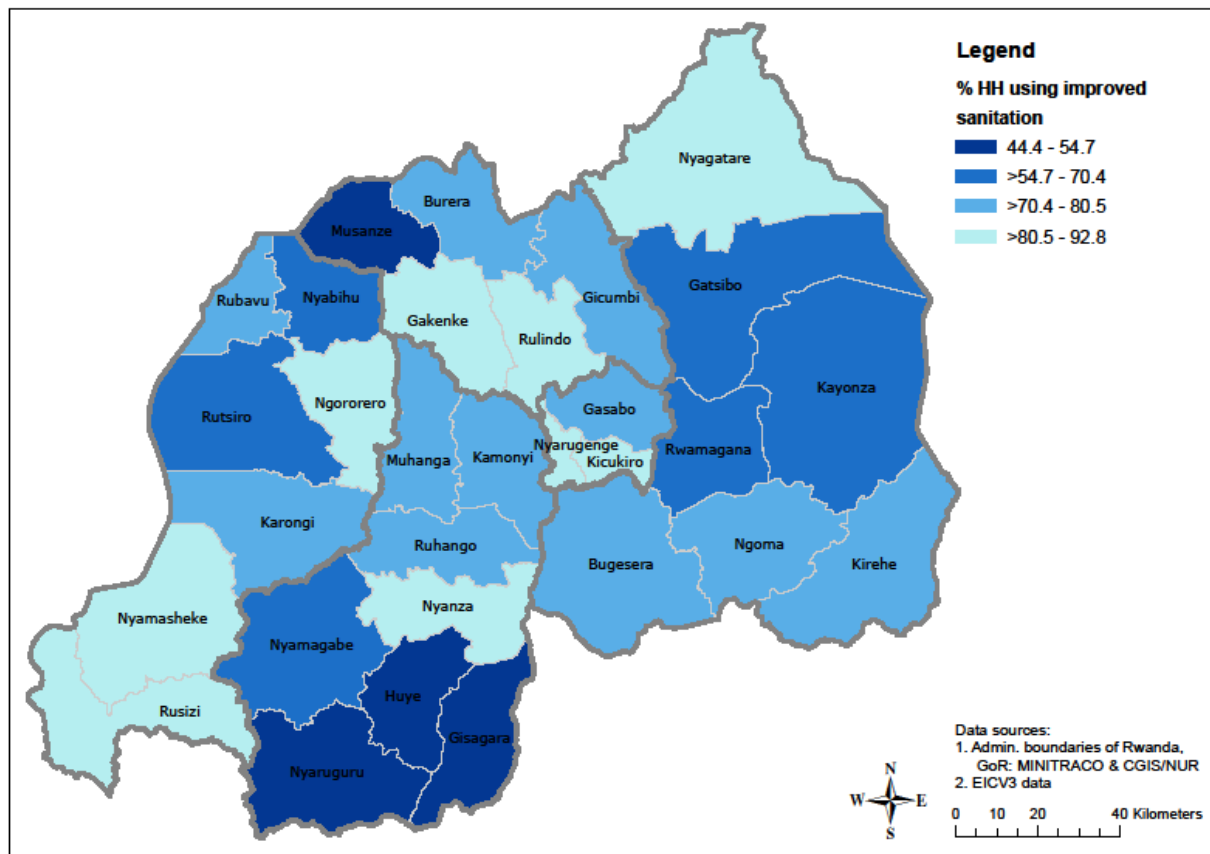 Legend
% HH using improved
sanitation
44.4 - 54.7
>54.7 - 70.4
>70.4 - 80.5
>80.5 - 92.8
Nyagatare
Burera
Musanze
Gatsibo
Nyabihu
Rubavu
Gicumbi
Gakenke
Rulindo
Kayonza
Ngororero
Gasabo
Rutsiro
Nyarugenge
Rwamagana
Kamonyi
Muhanga
Kicukiro
Karongi
Ruhango
Ngoma
Bugesera
Kirehe
Nyanza
Nyamasheke
Nyamagabe
Huye
Rusizi
Gisagara
Nyaruguru
Data sources:
1. Admin. boundaries of Rwanda,
GoR: MINITRACO & CGIS/NUR
2. EICV3 data
N
W E
S
0 10 20 40 Kilometers